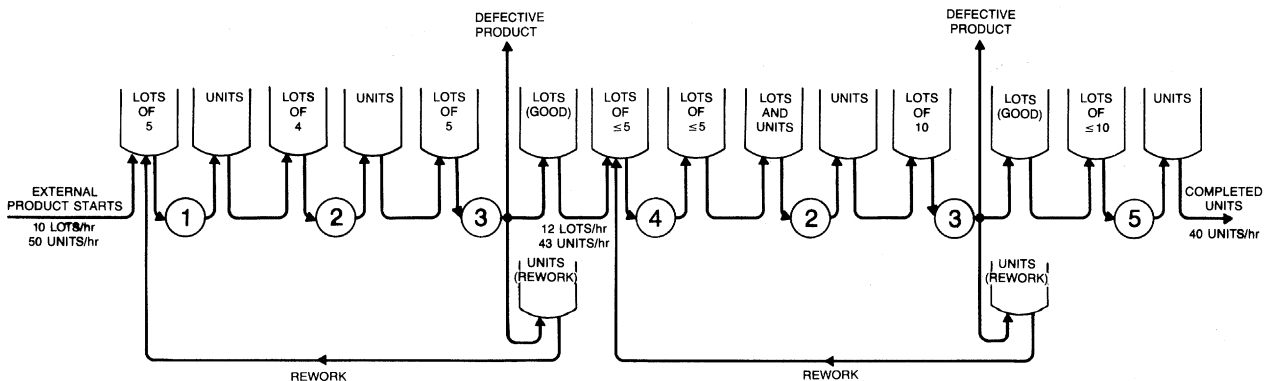 DEFECTIVE
PRODUCT
DEFECTIVE
PRODUCT
LOTS
OF
5
UNITS
LOTS
OF
4
UNITS
LOTS
OF
5
LOTS
(GOOD)
LOTS
OF
≤5
LOTS
OF
≤5
LOTS
AND
UNITS
UNITS
LOTS
OF
10
LOTS
(GOOD)
LOTS
OF
≤10
UNITS
EXTERNAL
PRODUCT STARTS
10 LOTS/hr
50 UNITS/hr
1
2
3
12 LOTS/hr
43 UNITS/hr
4
2
3
5
COMPLETED
UNITS
40 UNITS/hr
UNITS
(REWORK)
UNITS
(REWORK)
REWORK
REWORK